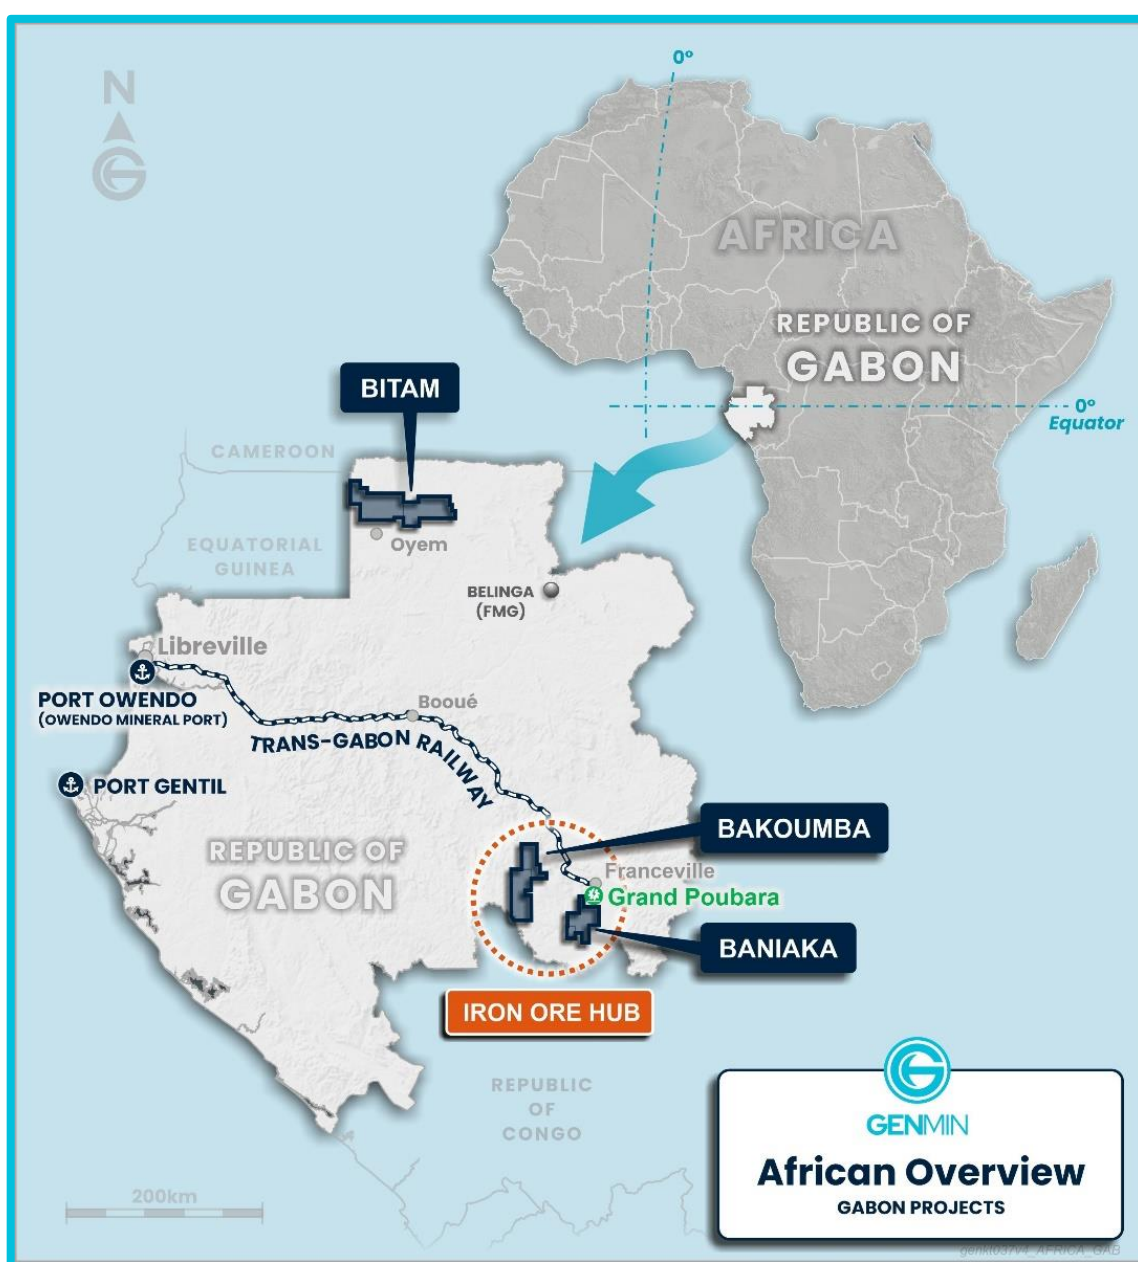 N
0°
AFRICA
REPUBLIC OF
GABON
0°
Equator
BITAM
CAMEROON
EQUATORIAL
GUINEA
Oyem
BELINGA
(FMG)
Libreville
PORT OWENDO
(OWENDO MINERAL PORT)
Booué
TRANS-GABON RAILWAY
PORT GENTIL
REPUBLIC OF
GABON
BAKOUMBA
Franceville
Grand Poubara
BANIAKA
IRON ORE HUB
REPUBLIC
OF
CONGO
200km
GENMIN
African Overview
GABON PROJECTS
genkl037v4_AFRICA_GAB